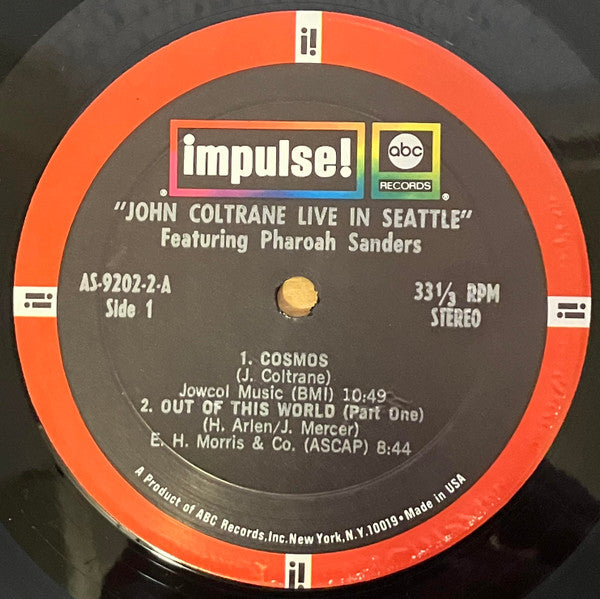 i!
impulse!
abc
RECORDS
®
®
"JOHN COLTRANE LIVE IN SEATTLE"
Featuring Pharoah Sanders
AS-9202-2-A
Side 1
33 1/3 RPM
STEREO
i!
i!
1. COSMOS
(J. Coltrane)
Jowcol Music (BMI) 10:49
2. OUT OF THIS WORLD (Part One)
(H. Arlen/J. Mercer)
E. H. Morris & Co. (ASCAP) 8:44
A Product of ABC Records, Inc. New York, N.Y. 10019 • Made in USA
i!